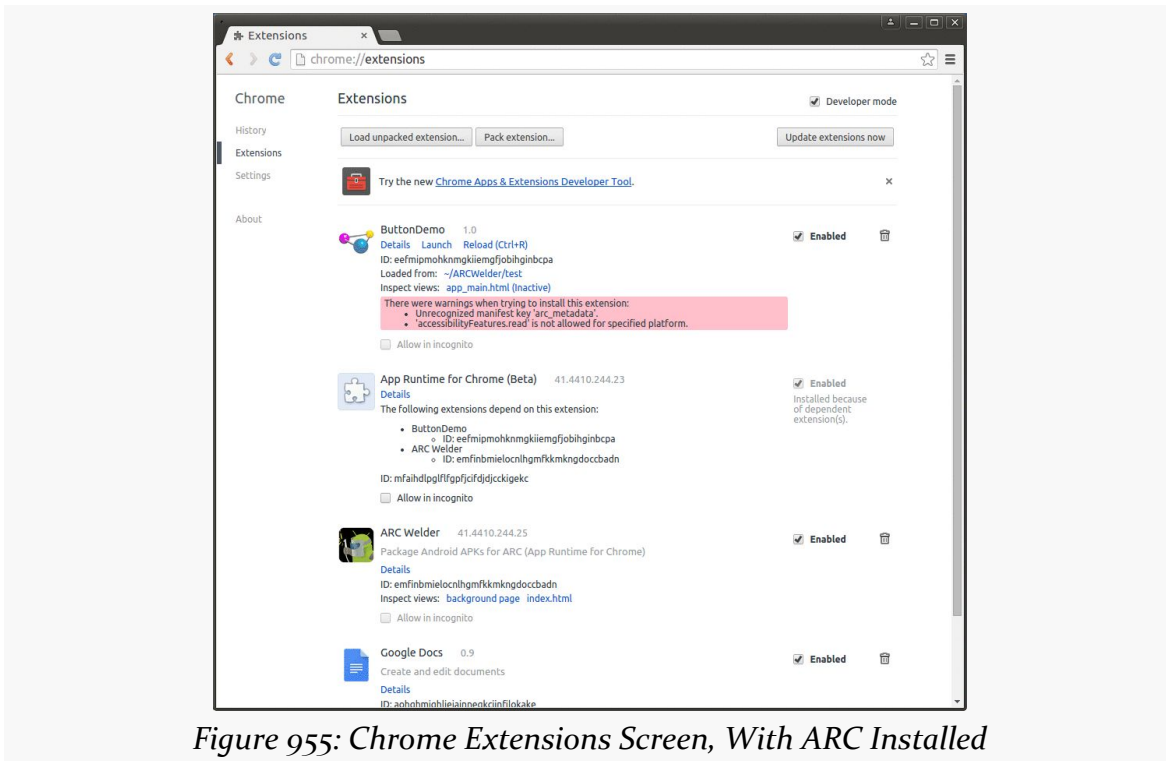 Extensions
chrome://extensions
Chrome
History
Extensions
Settings
About
Extensions
Developer mode
Load unpacked extension...
Pack extension...
Update extensions now
Try the new Chrome Apps & Extensions Developer Tool.
ButtonDemo 1.0
Details Launch Reload (Ctrl+R)
ID: eefmipmohknmgkiiemgfjobihginbcpa
Loaded from: ~/ARCWelder/test
Inspect views: app_main.html (Inactive)
There were warnings when trying to install this extension:
• Unrecognized manifest key 'arc_metadata'.
• 'accessibilityFeatures.read' is not allowed for specified platform.
Allow in incognito
Enabled
App Runtime for Chrome (Beta) 41.4410.244.23
Details
The following extensions depend on this extension:
• ButtonDemo
◦ ID: eefmipmohknmgkiiemgfjobihginbcpa
• ARC Welder
◦ ID: emfinbmielocnlhgmfkkmkngdoccbadn
ID: mfaihdlpglflfgpfjcifdjdjcckigekc
Allow in incognito
Enabled
Installed because
of dependent
extension(s).
ARC Welder 41.4410.244.25
Package Android APKs for ARC (App Runtime for Chrome)
Details
ID: emfinbmielocnlhgmfkkmkngdoccbadn
Inspect views: background page index.html
Allow in incognito
Enabled
Google Docs 0.9
Create and edit documents
Details
ID: aohghmighlieiainnegkcijnfilokake
Enabled
Figure 955: Chrome Extensions Screen, With ARC Installed